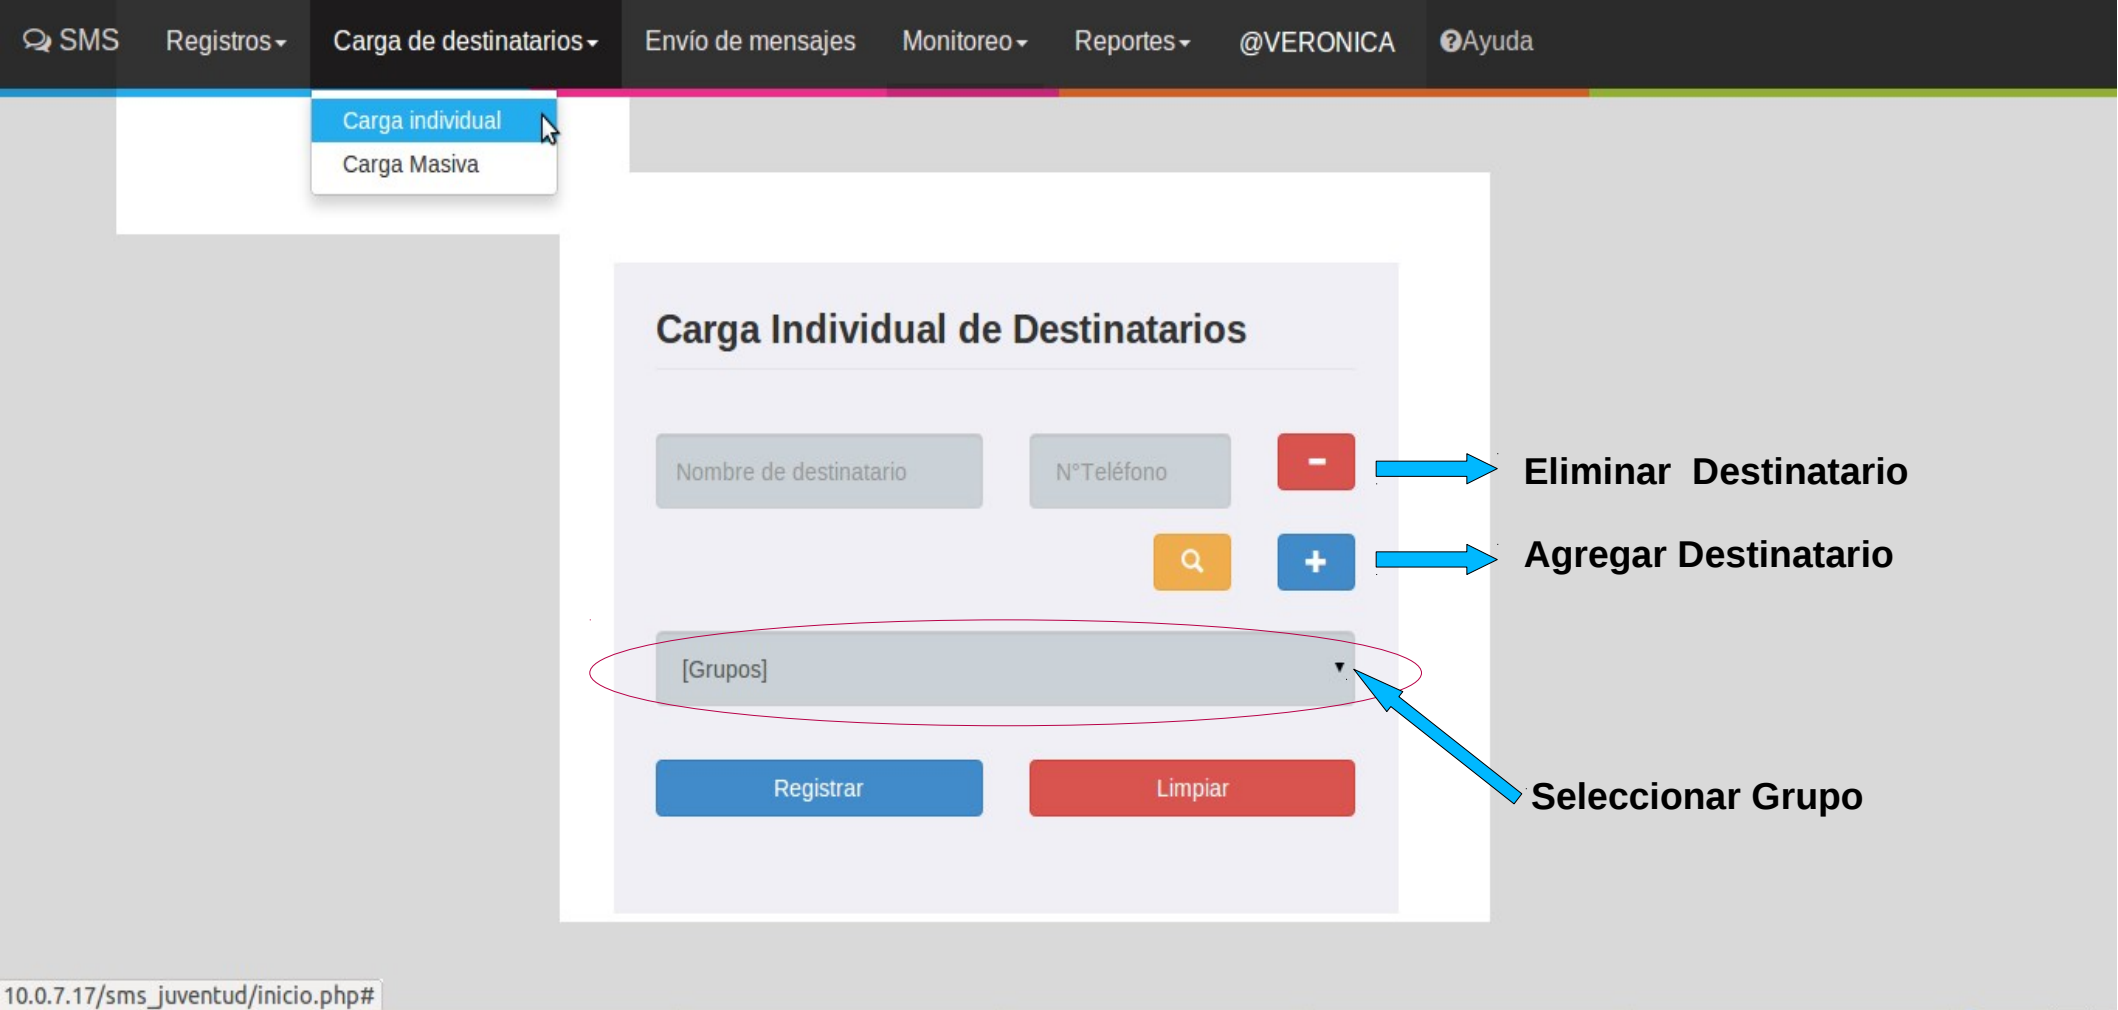 SMS Registros Carga de destinatarios Envío de mensajes Monitoreo Reportes @VERONICA Ayuda
Carga individual
Carga Masiva
Carga Individual de Destinatarios
Nombre de destinatario N°Teléfono
Eliminar Destinatario
Agregar Destinatario
[Grupos]
Registrar Limpiar
Seleccionar Grupo
10.0.7.17/sms_juventud/inicio.php#